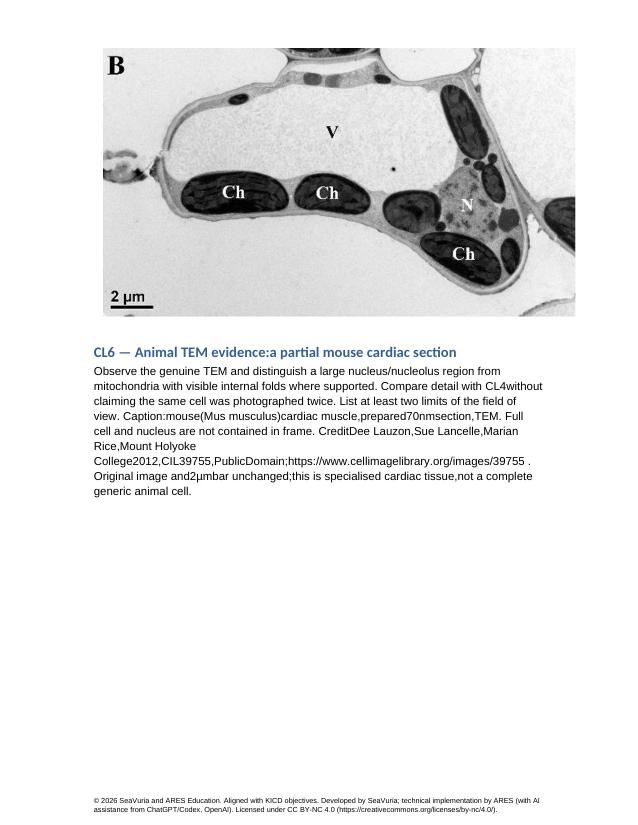 B
V
Ch
Ch
N
Ch
2 µm
CL6 — Animal TEM evidence:a partial mouse cardiac section
Observe the genuine TEM and distinguish a large nucleus/nucleolus region from
mitochondria with visible internal folds where supported. Compare detail with CL4without
claiming the same cell was photographed twice. List at least two limits of the field of
view. Caption:mouse(Mus musculus)cardiac muscle,prepared70nmsection,TEM. Full
cell and nucleus are not contained in frame. CreditDee Lauzon,Sue Lancelle,Marian
Rice,Mount Holyoke
College2012,CIL39755,PublicDomain;https://www.cellimagelibrary.org/images/39755 .
Original image and2µmbar unchanged;this is specialised cardiac tissue,not a complete
generic animal cell.
© 2026 SeaVuria and ARES Education. Aligned with KICD objectives. Developed by SeaVuria; technical implementation by ARES (with AI
assistance from ChatGPT/Codex, OpenAI). Licensed under CC BY-NC 4.0 (https://creativecommons.org/licenses/by-nc/4.0/).